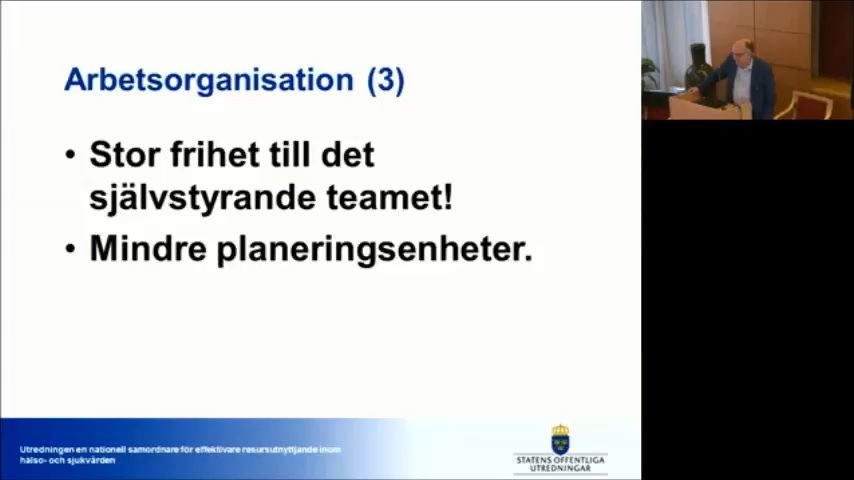 Arbetsorganisation (3)
• Stor frihet till det
självstyrande teamet!
• Mindre planeringsenheter.
Utredningen en nationell samordnare för effektivare resursutnyttjande inom
hälso- och sjukvården
STATENS OFFENTLIGA
UTREDNINGAR